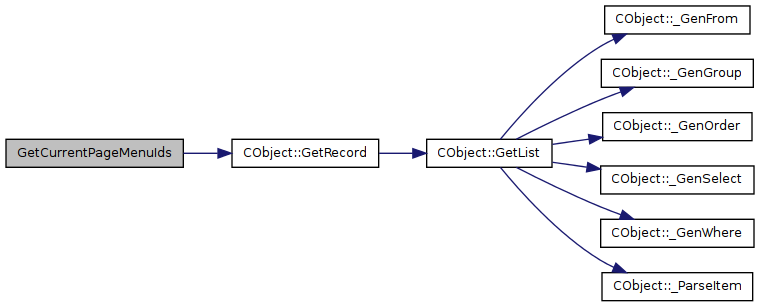 GetCurrentPageMenuIds
CObject::GetRecord
CObject::GetList
CObject::_GenFrom
CObject::_GenGroup
CObject::_GenOrder
CObject::_GenSelect
CObject::_GenWhere
CObject::_ParseItem